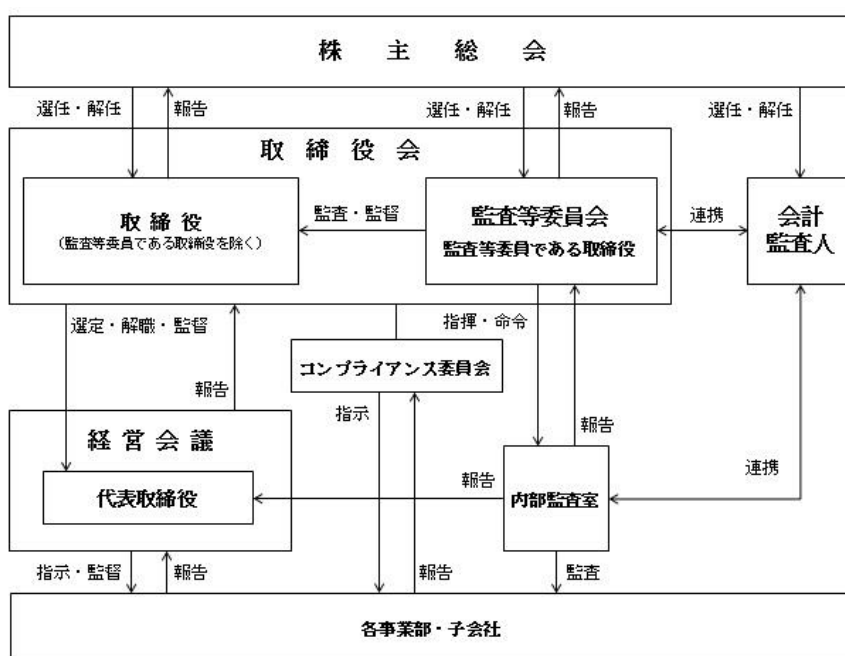 株主総会
選任・解任
報告
選任・解任
報告
選任・解任
取締役会
取締役
（監査等委員である取締役を除く）
監査・監督
監査等委員会
監査等委員である取締役
連携
会計
監査人
選定・解職・監督
報告
指揮・命令
コンプライアンス委員会
指示
報告
経営会議
代表取締役
報告
内部監査室
連携
指示・監督
報告
報告
監査
各事業部・子会社